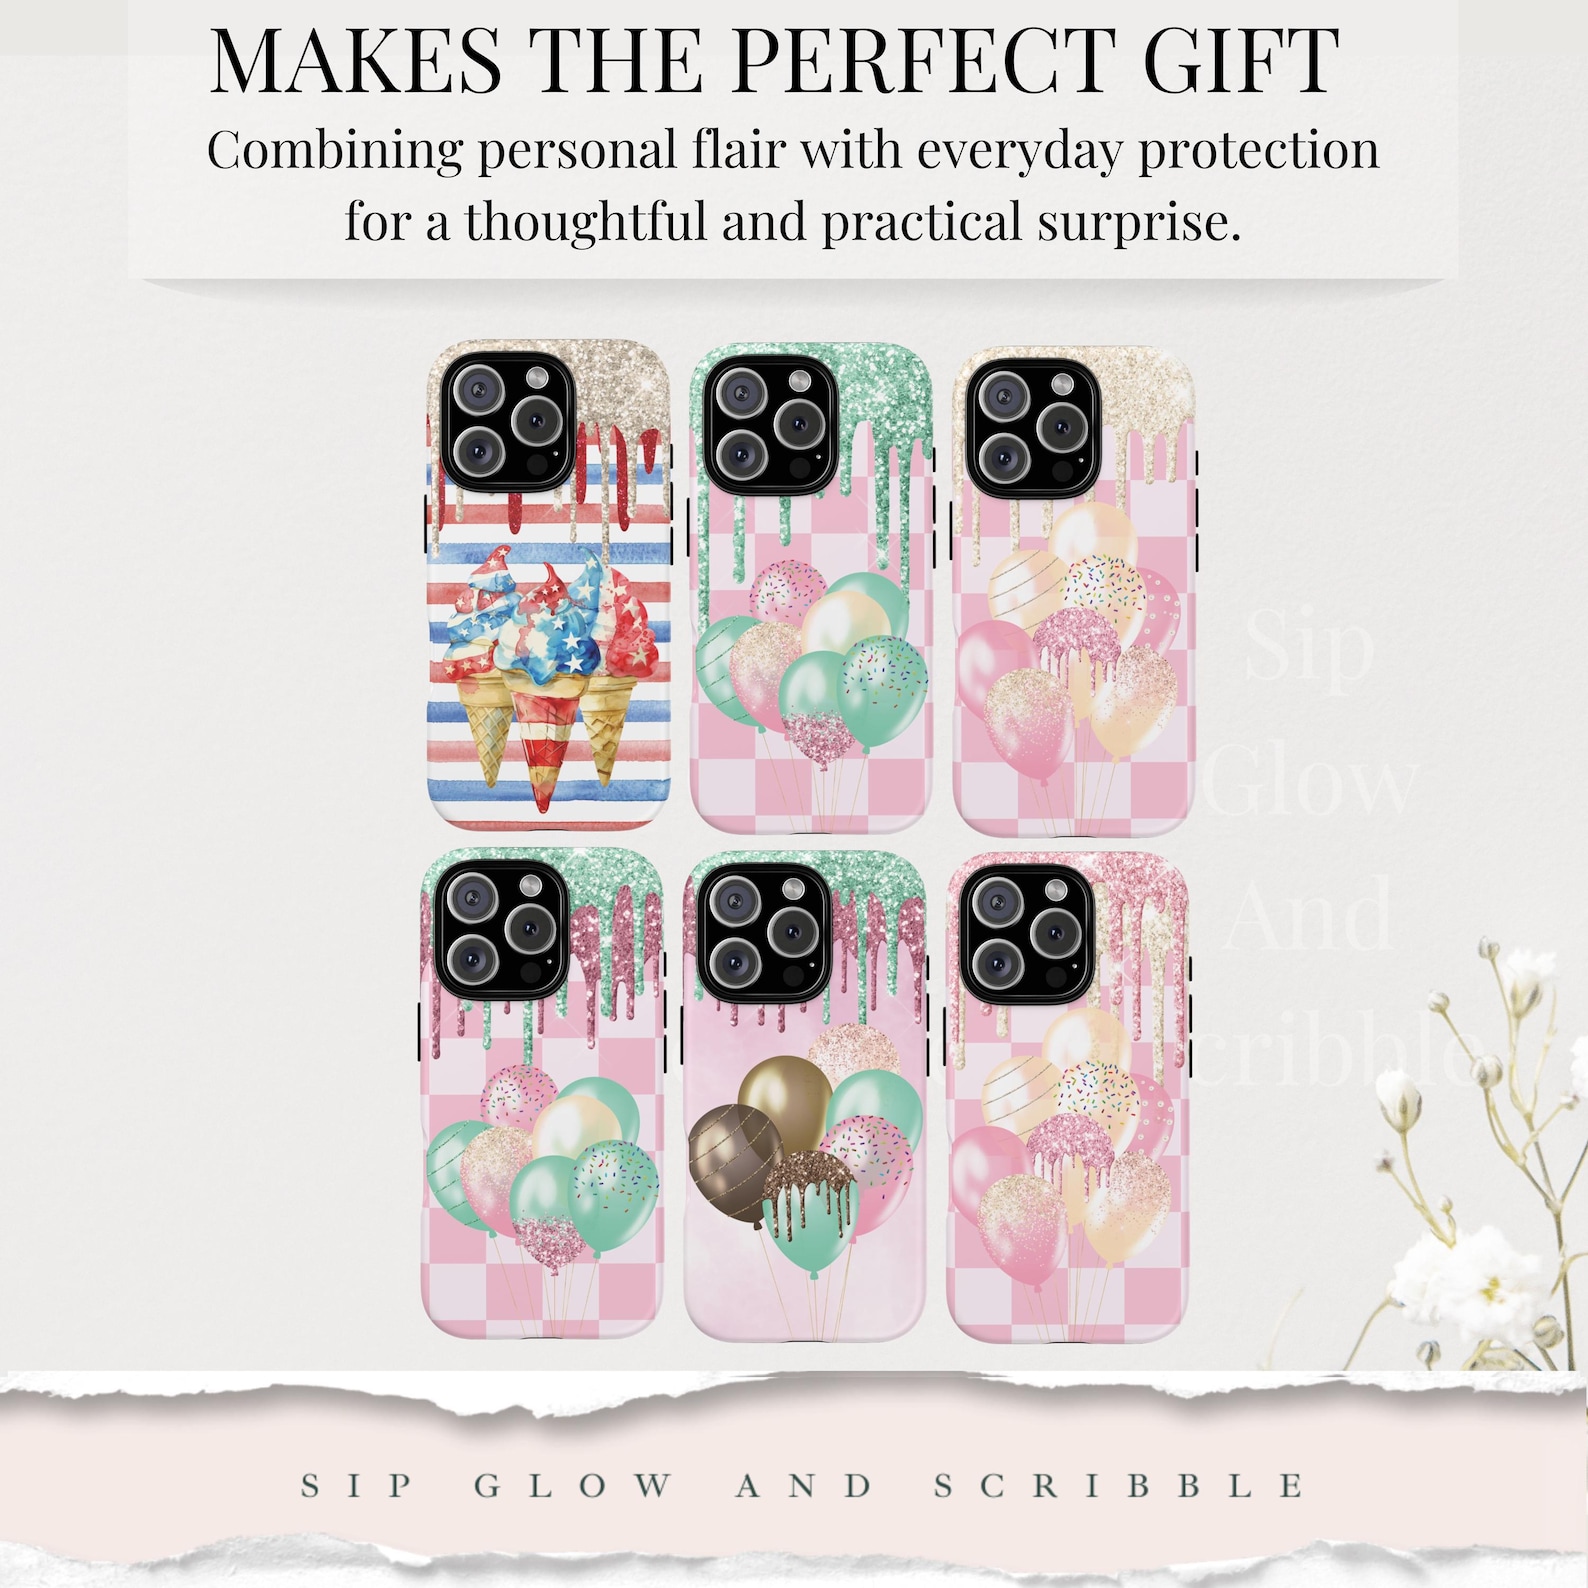 MAKES THE PERFECT GIFT
Combining personal flair with everyday protection
for a thoughtful and practical surprise.
Sip
Glow
And
cribble
SIP GLOW AND SCRIBBLE